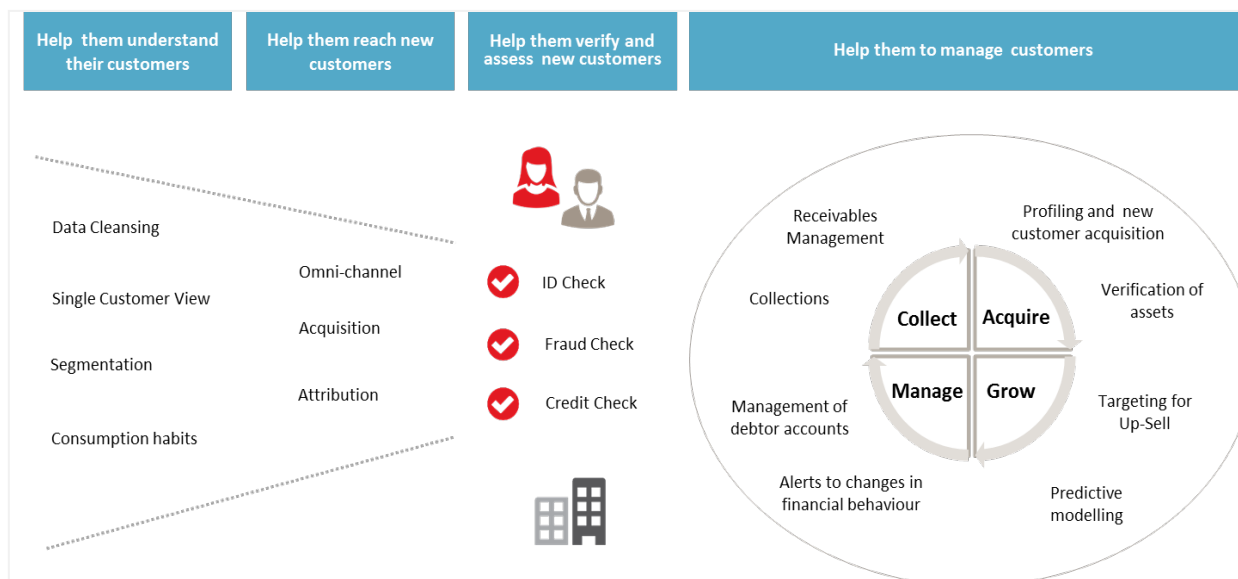 Help them understand
their customers
Help them reach new
customers
Help them verify and
assess new customers
Help them to manage customers
Data Cleansing
Single Customer View
Segmentation
Consumption habits
Omni-channel
Acquisition
Attribution
ID Check
Fraud Check
Credit Check
Receivables
Management
Collections
Management of
debtor accounts
Alerts to changes in
financial behaviour
Profiling and new
customer acquisition
Verification of
assets
Targeting for
Up-Sell
Predictive
modelling
Collect
Acquire
Manage
Grow